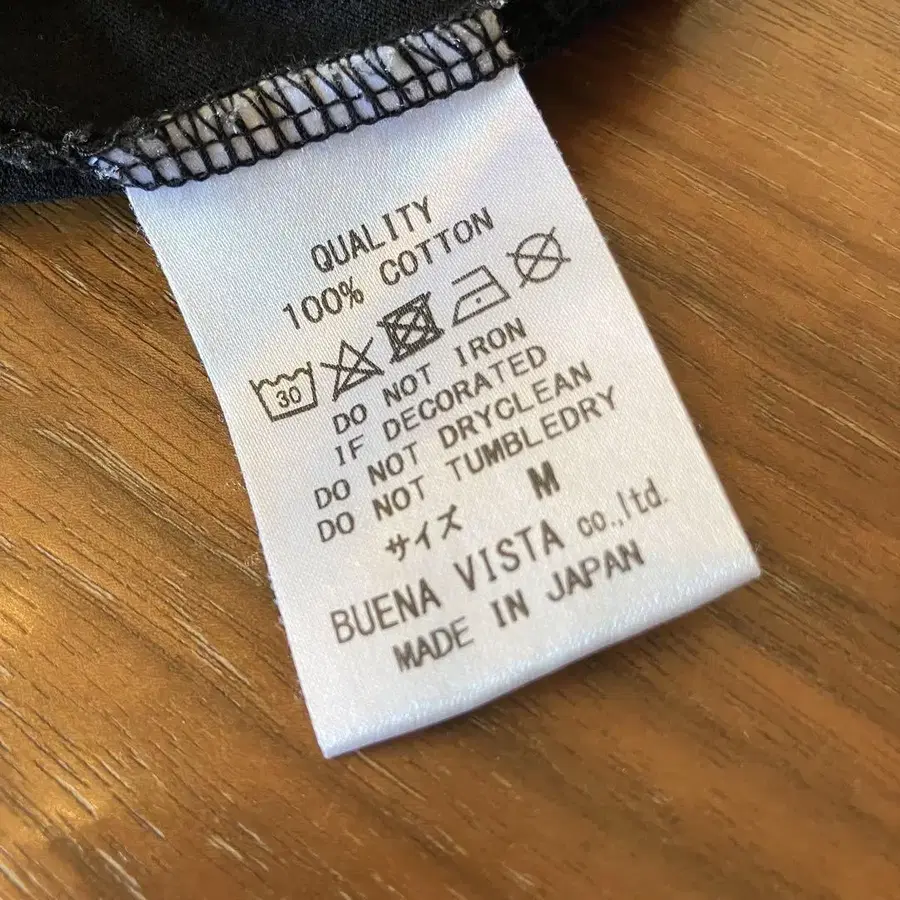 QUALITY
100% COTTON
30
DO NOT IRON
IF DECORATED
DO NOT DRYCLEAN
DO NOT TUMBLEDRY
サイズ M
BUENA VISTA co.,ltd.
MADE IN JAPAN